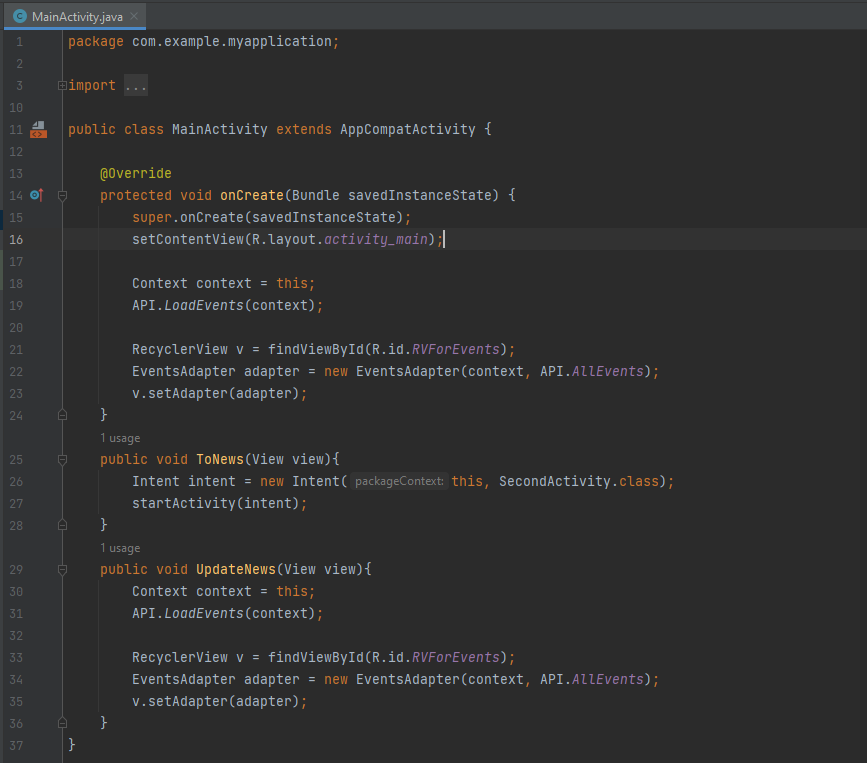 MainActivity.java
1 package com.example.myapplication;
2
3 import ...
10
11 public class MainActivity extends AppCompatActivity {
12
13 @Override
14 protected void onCreate(Bundle savedInstanceState) {
15 super.onCreate(savedInstanceState);
16 setContentView(R.layout.activity_main);
17
18 Context context = this;
19 API.LoadEvents(context);
20
21 RecyclerView v = findViewById(R.id.RVForEvents);
22 EventsAdapter adapter = new EventsAdapter(context, API.AllEvents);
23 v.setAdapter(adapter);
24 }
1 usage
25 public void ToNews(View view){
26 Intent intent = new Intent( packageContext: this, SecondActivity.class);
27 startActivity(intent);
28 }
1 usage
29 public void UpdateNews(View view){
30 Context context = this;
31 API.LoadEvents(context);
32
33 RecyclerView v = findViewById(R.id.RVForEvents);
34 EventsAdapter adapter = new EventsAdapter(context, API.AllEvents);
35 v.setAdapter(adapter);
36 }
37 }